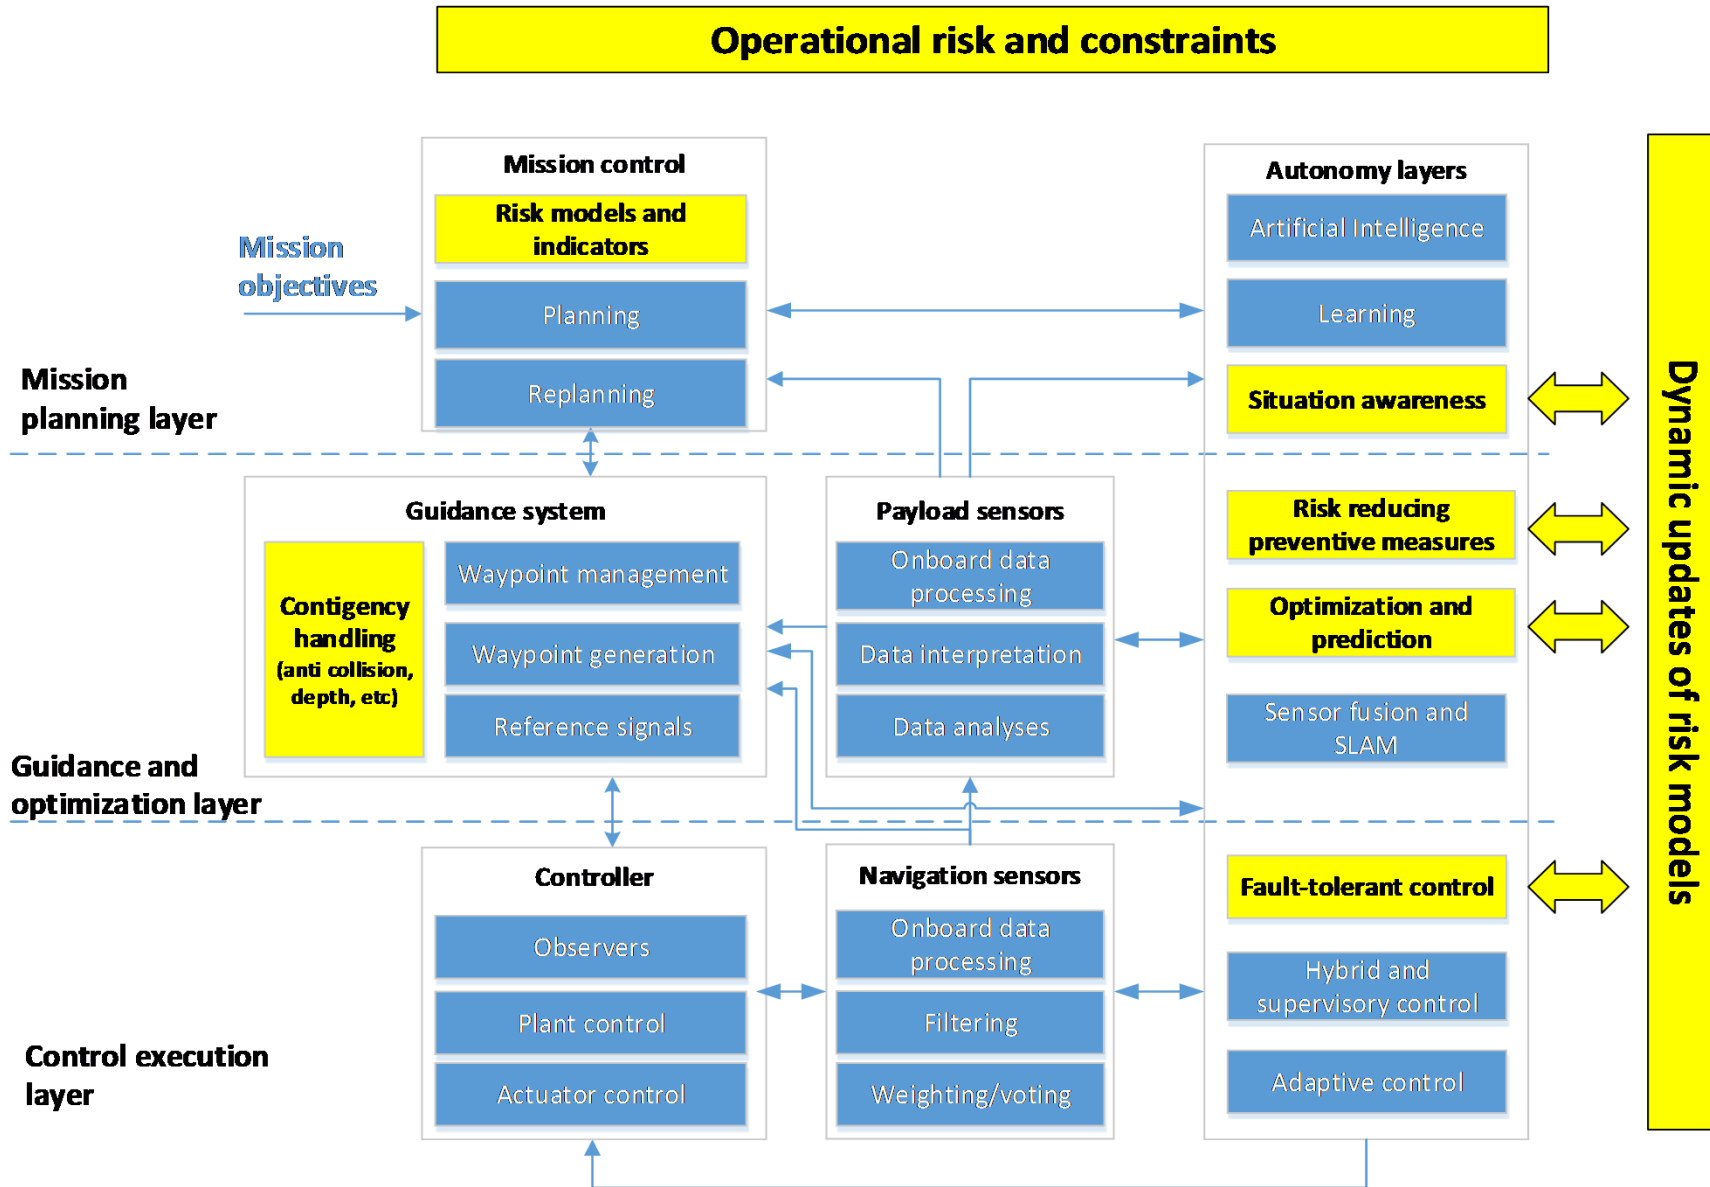 Operational risk and constraints
Mission control
Risk models and
indicators
Planning
Replanning
Mission
objectives
Mission
planning layer
Autonomy layers
Artificial Intelligence
Learning
Situation awareness
Risk reducing
preventive measures
Optimization and
prediction
Sensor fusion and
SLAM
Fault-tolerant control
Hybrid and
supervisory control
Adaptive control
Dynamic updates of risk models
Guidance system
Contigency
handling
(anti collision,
depth, etc)
Waypoint management
Waypoint generation
Reference signals
Payload sensors
Onboard data
processing
Data interpretation
Data analyses
Guidance and
optimization layer
Controller
Observers
Plant control
Actuator control
Navigation sensors
Onboard data
processing
Filtering
Weighting/voting
Control execution
layer